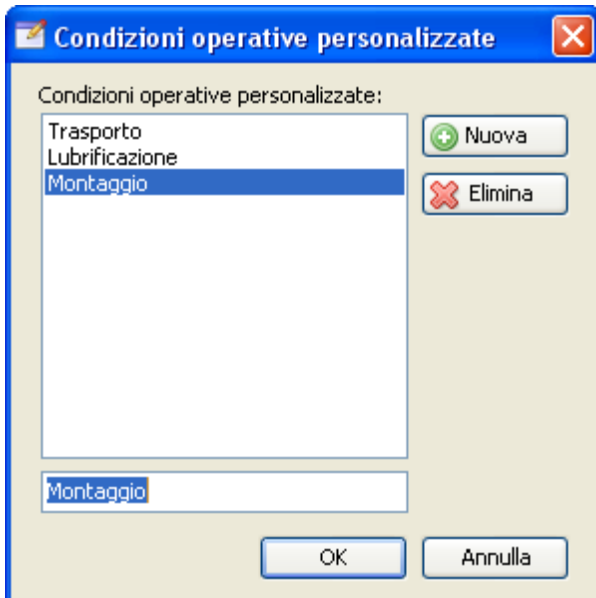 Condizioni operative personalizzate
Condizioni operative personalizzate:
Trasporto
Lubrificazione
Montaggio
Nuova
Elimina
Montaggio
OK
Annulla